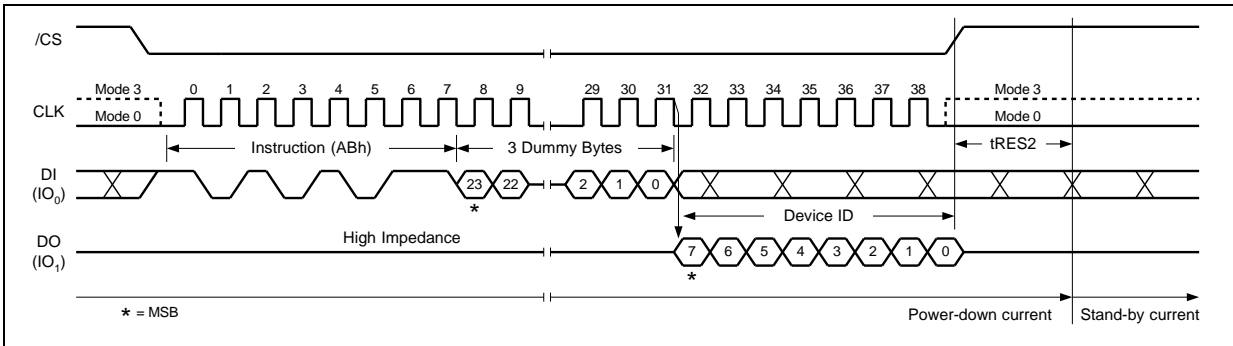 /CS
Mode 3 0 1 2 3 4 5 6 7 8 9 29 30 31 32 33 34 35 36 37 38 Mode 3
CLK
Mode 0 Mode 0
Instruction (ABh) 3 Dummy Bytes tRES2
DI
(IO0)
23 22 2 1 0
*
Device ID
High Impedance
DO
(IO1)
7 6 5 4 3 2 1 0
*
* = MSB
Power-down current Stand-by current